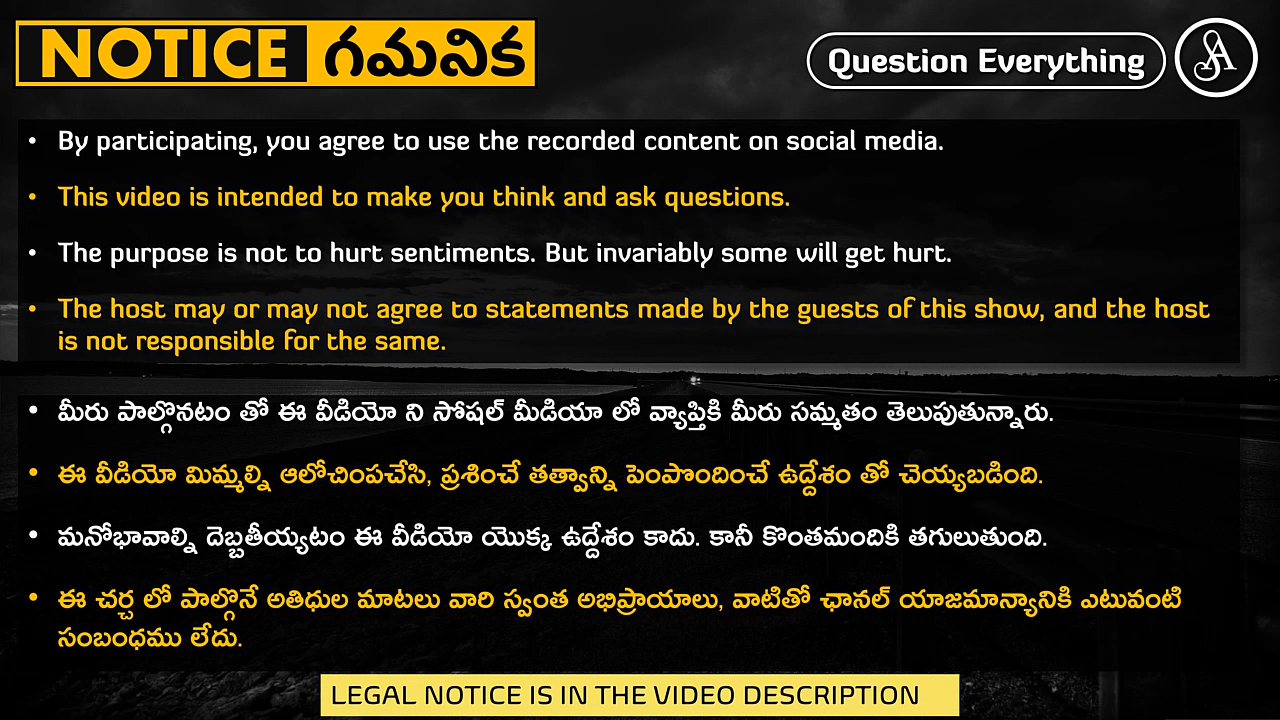 NOTICE గమనిక
Question Everything
• By participating, you agree to use the recorded content on social media.
• This video is intended to make you think and ask questions.
• The purpose is not to hurt sentiments. But invariably some will get hurt.
• The host may or may not agree to statements made by the guests of this show, and the host
is not responsible for the same.
• మీరు పాల్గొనటం తో ఈ వీడియో ని సోషల్ మీడియా లో వ్యాప్తికి మీరు సమ్మతం తెలుపుతున్నారు.
• ఈ వీడియో మిమ్మల్ని ఆలోచింపచేసి, ప్రశించే తత్వాన్ని పెంపొందించే ఉద్దేశం తో చెయ్యబడింది.
• మనోభావాల్ని దెబ్బతీయ్యటం ఈ వీడియో యొక్క ఉద్దేశం కాదు. కానీ కొంతమందికి తగులుతుంది.
• ఈ చర్చ లో పాల్గొనే అతిధుల మాటలు వారి స్వంత అభిప్రాయాలు, వాటితో ఛానల్ యాజమాన్యానికి ఎటువంటి
సంబంధము లేదు.
LEGAL NOTICE IS IN THE VIDEO DESCRIPTION